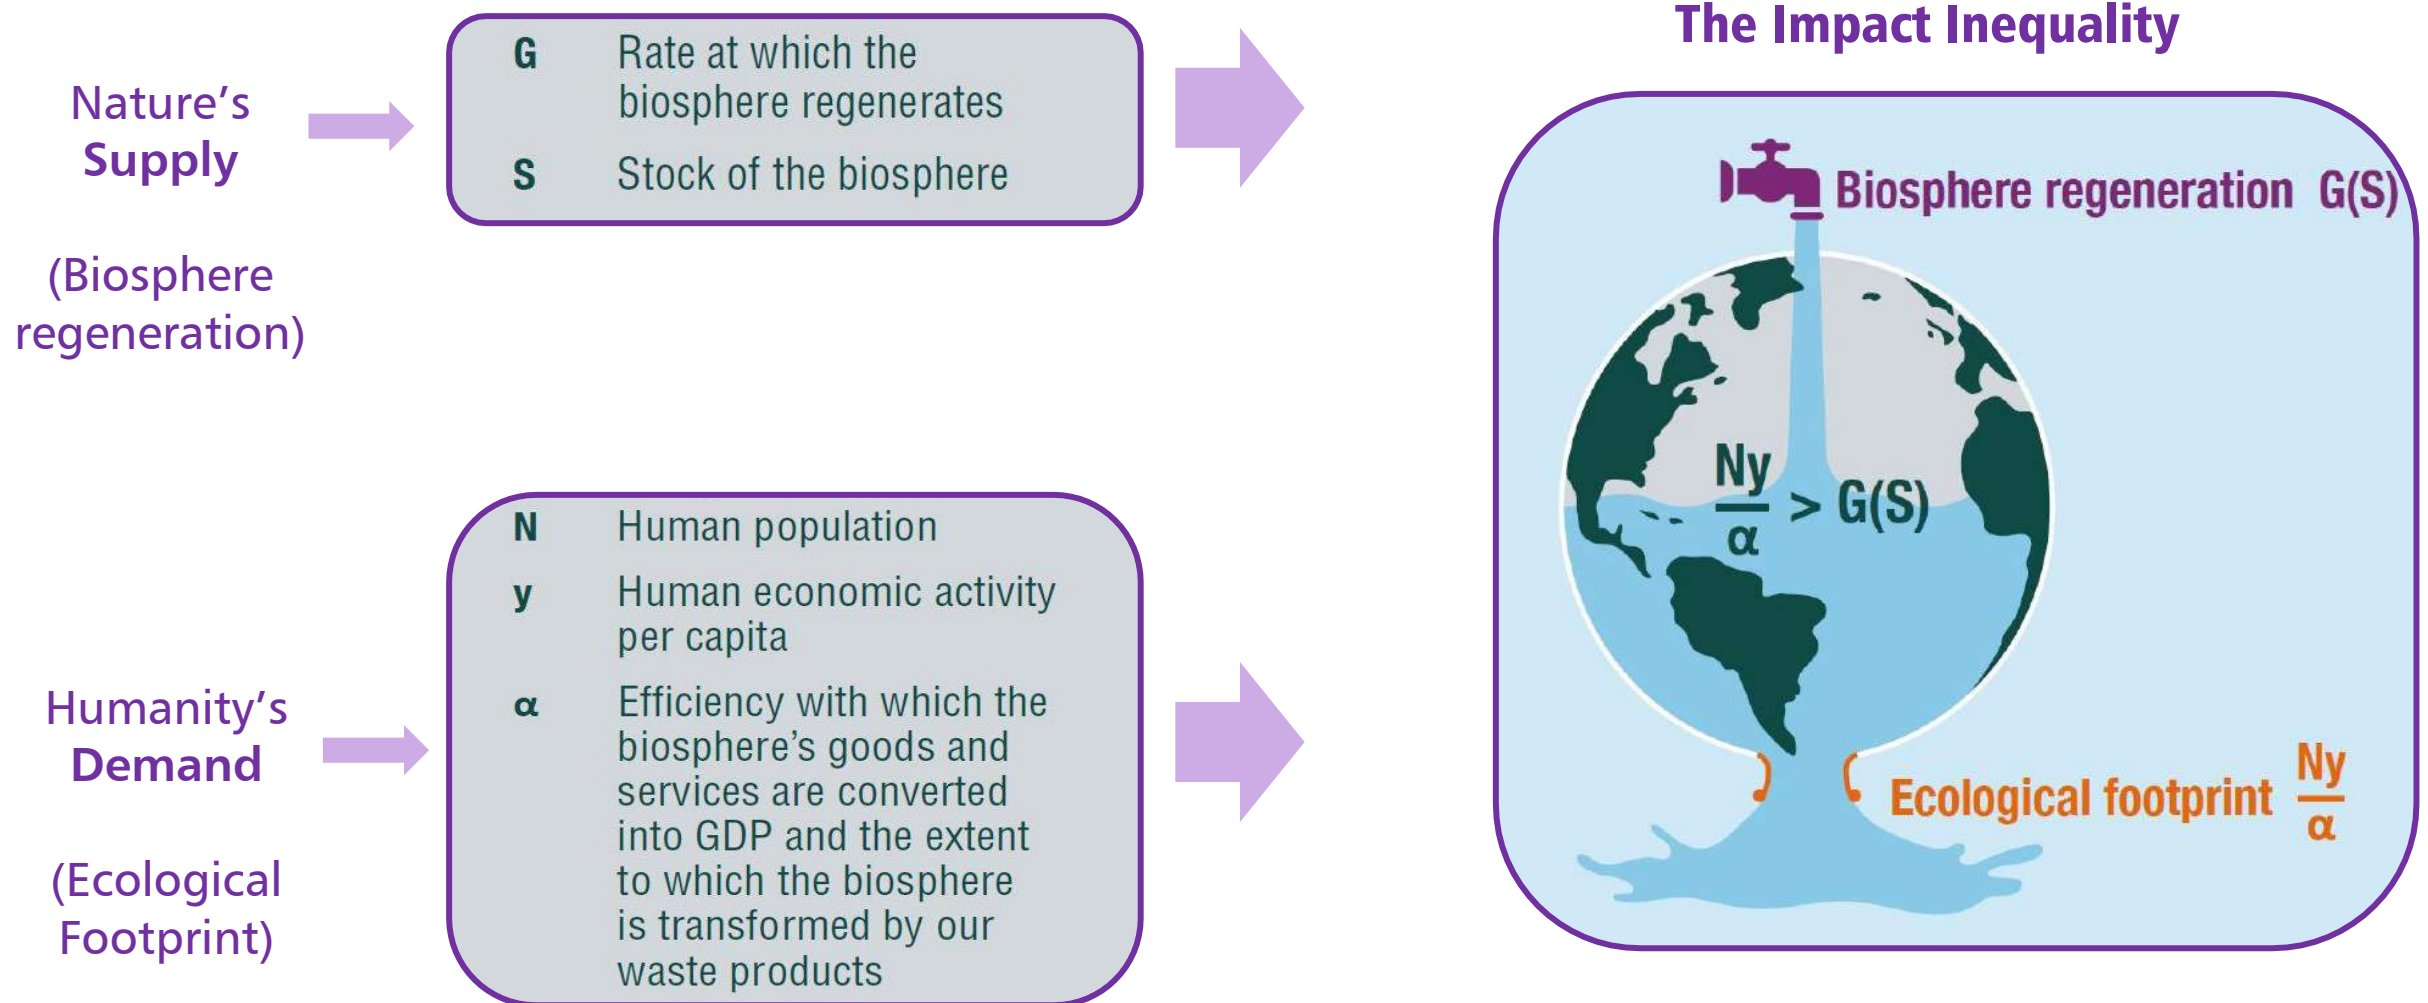 The Impact Inequality
Nature’s
Supply
(Biosphere
regeneration)
G Rate at which the
biosphere regenerates
S Stock of the biosphere
Humanity’s
Demand
(Ecological
Footprint)
N Human population
y Human economic activity
per capita
α Efficiency with which the
biosphere’s goods and
services are converted
into GDP and the extent
to which the biosphere
is transformed by our
waste products
Biosphere regeneration G(S)
Ny
α
> G(S)
Ecological footprint
Ny
α